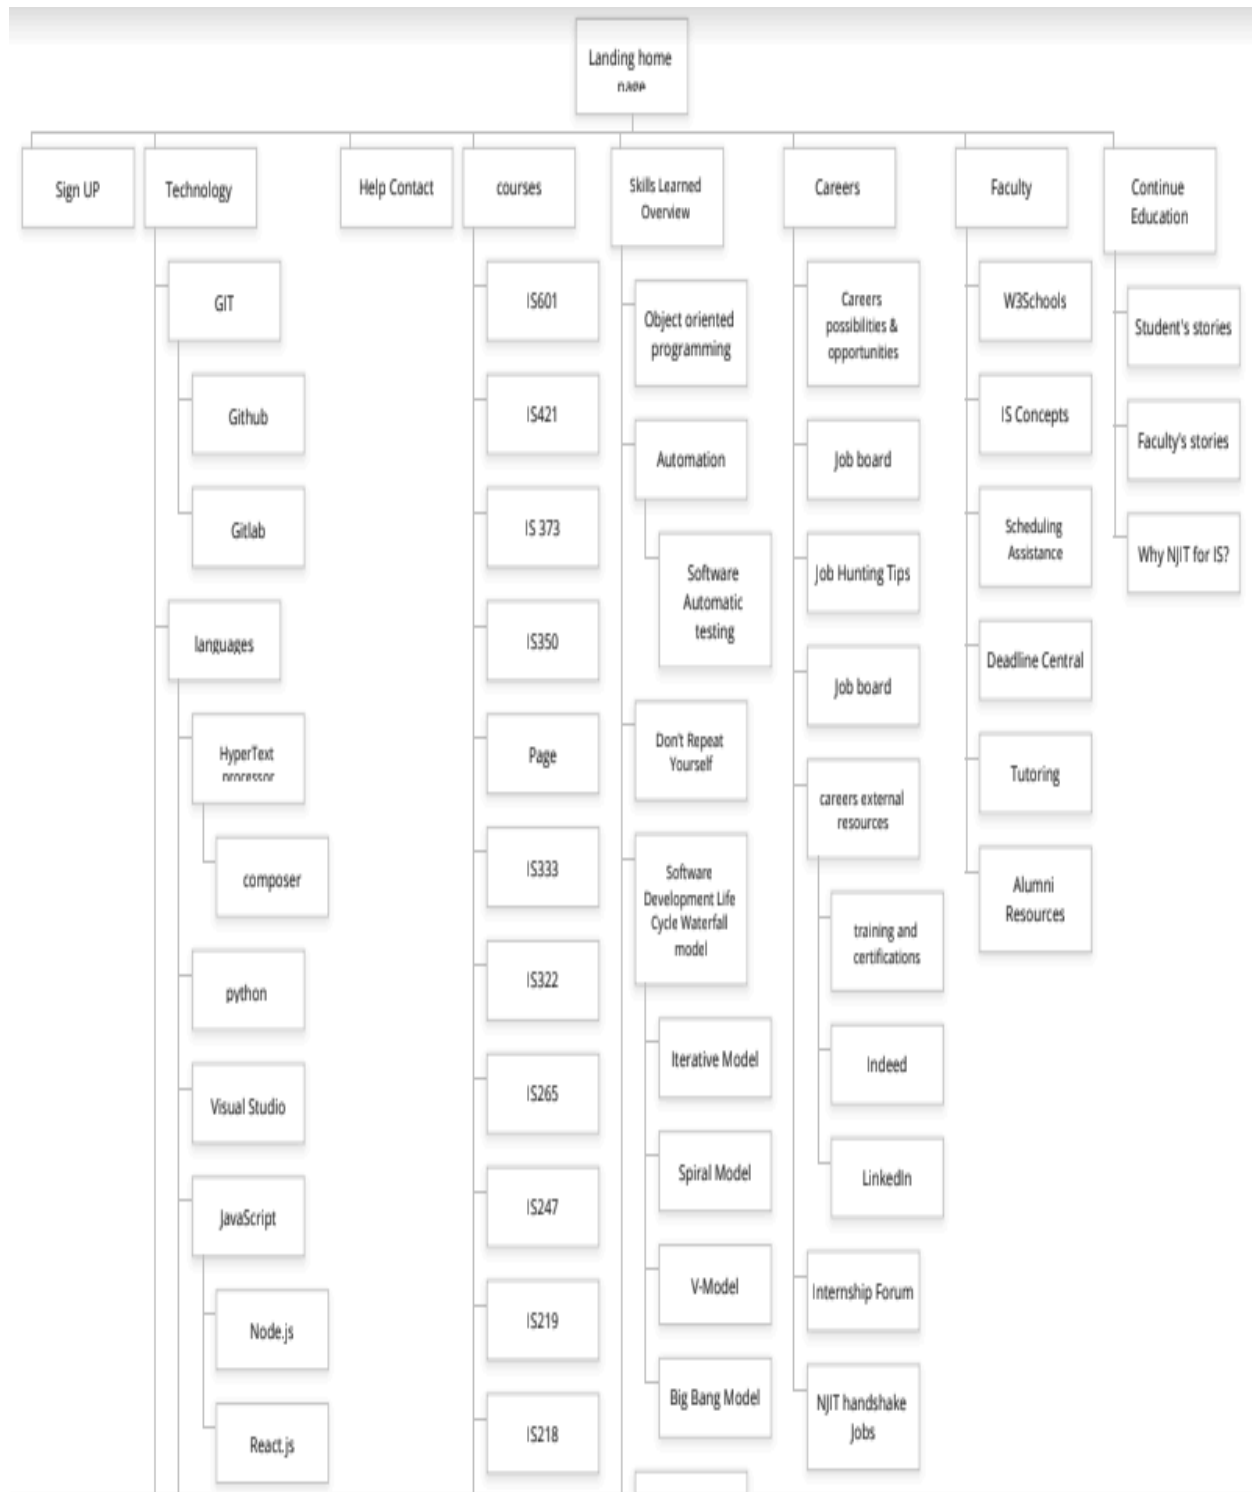 Landing home
page
Sign UP
Technology
Help Contact
courses
Skills Learned
Overview
Careers
Faculty
Continue
Education
GIT
Github
Gitlab
languages
HyperText
processor
composer
python
Visual Studio
JavaScript
Node.js
React.js
IS601
IS421
IS 373
IS350
Page
IS333
IS322
IS265
IS247
IS219
IS218
Object oriented
programming
Automation
Software
Automatic
testing
Don't Repeat
Yourself
Software
Development Life
Cycle Waterfall
model
Iterative Model
Spiral Model
V-Model
Big Bang Model
Careers
possibilities &
opportunities
Job board
Job Hunting Tips
Job board
careers external
resources
training and
certifications
Indeed
LinkedIn
Internship Forum
NJIT handshake
Jobs
W3Schools
IS Concepts
Scheduling
Assistance
Deadline Central
Tutoring
Alumni
Resources
Student's stories
Faculty's stories
Why NJIT for IS?